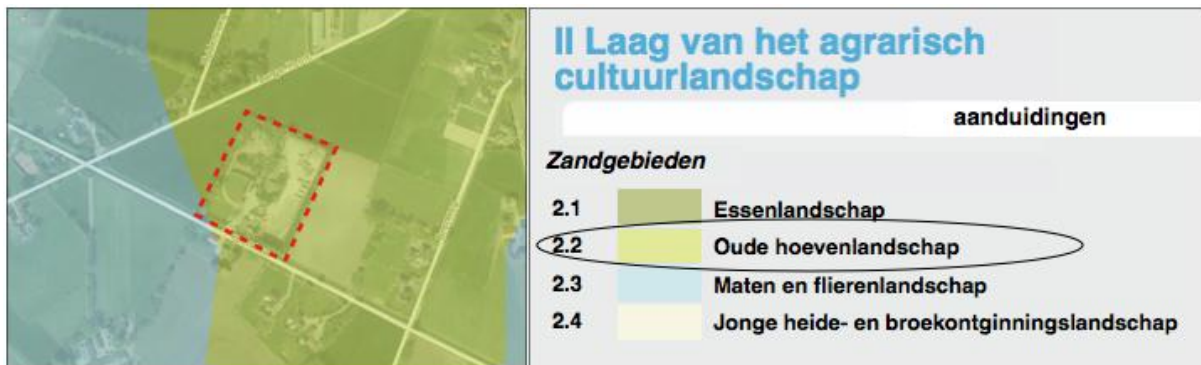 II Laag van het agrarisch
cultuurlandschap
aanduidingen
Zandgebieden
2.1 Essenlandschap
2.2 Oude hoevenlandschap
2.3 Maten en flierenlandschap
2.4 Jonge heide- en broekontginningslandschap